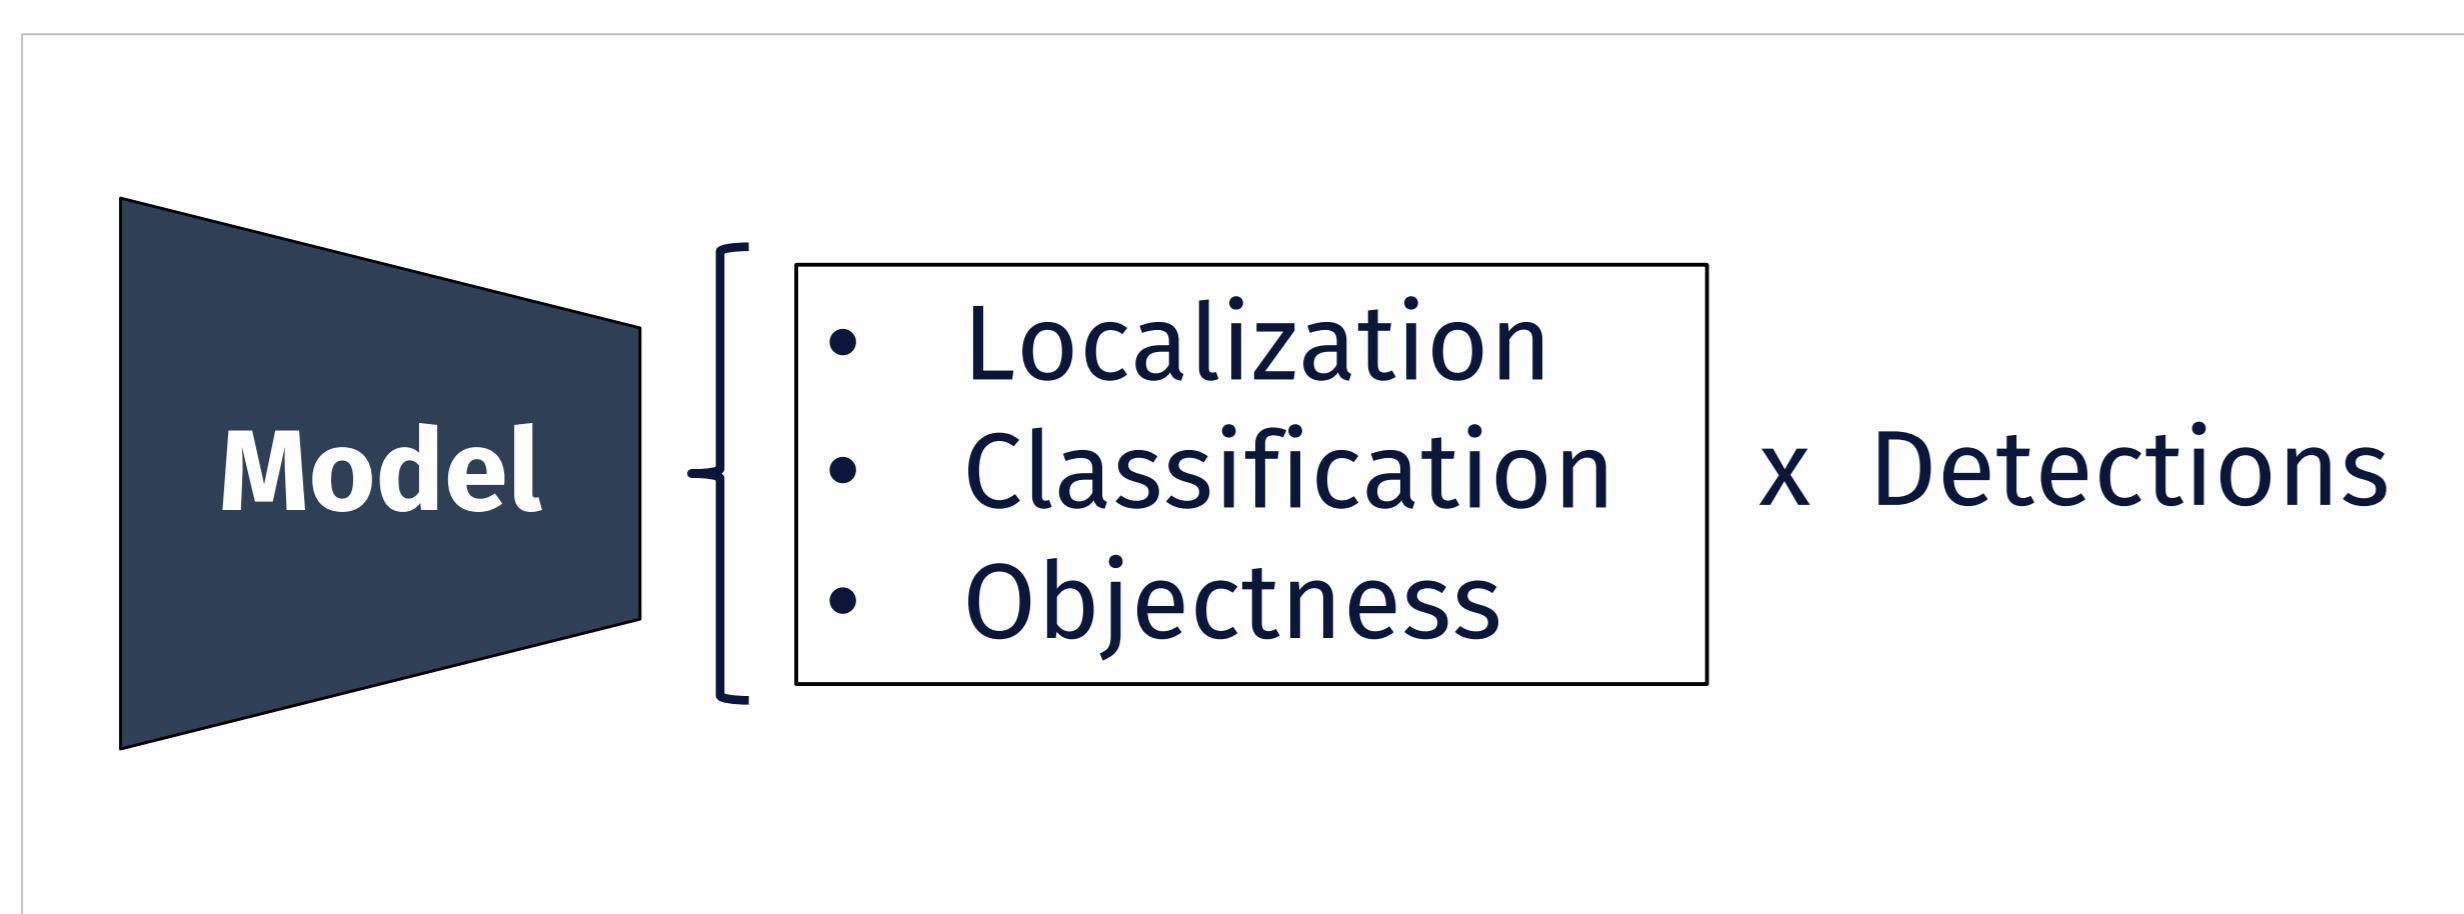 Model
• Localization
• Classification
• Objectness
x Detections